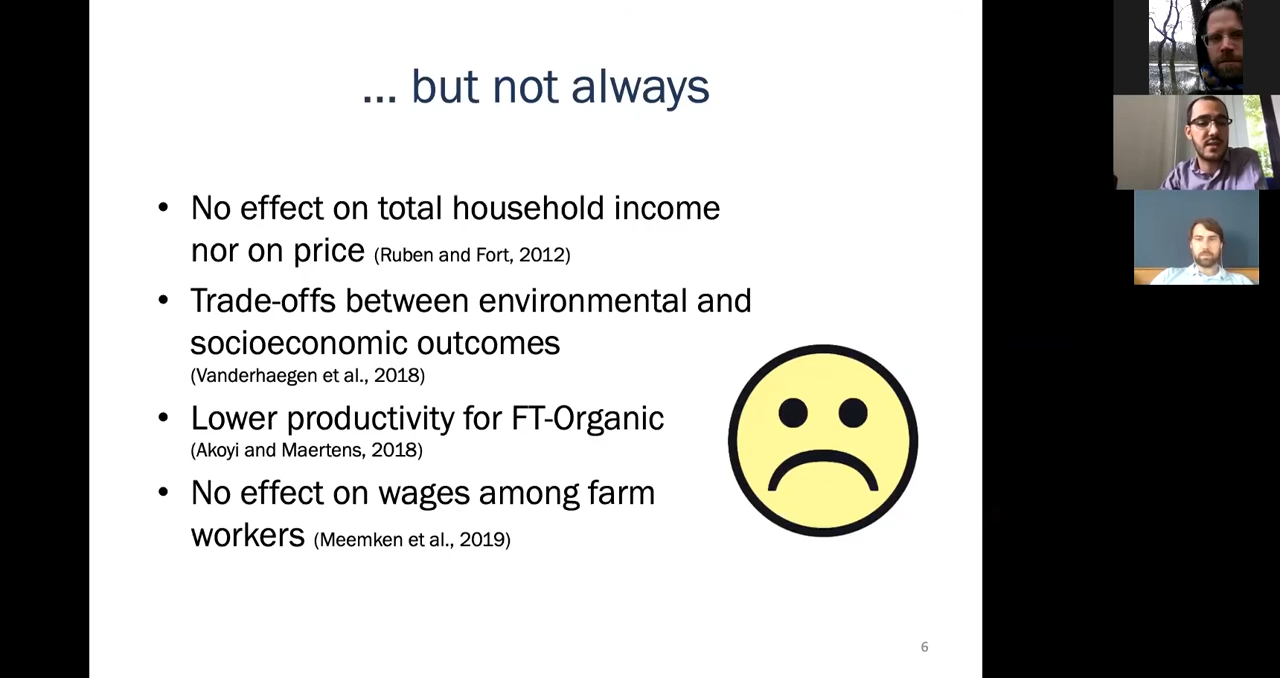 ... but not always
• No effect on total household income
nor on price (Ruben and Fort, 2012)
• Trade-offs between environmental and
socioeconomic outcomes
(Vanderhaegen et al., 2018)
• Lower productivity for FT-Organic
(Akoyi and Maertens, 2018)
• No effect on wages among farm
workers (Meemken et al., 2019)
6